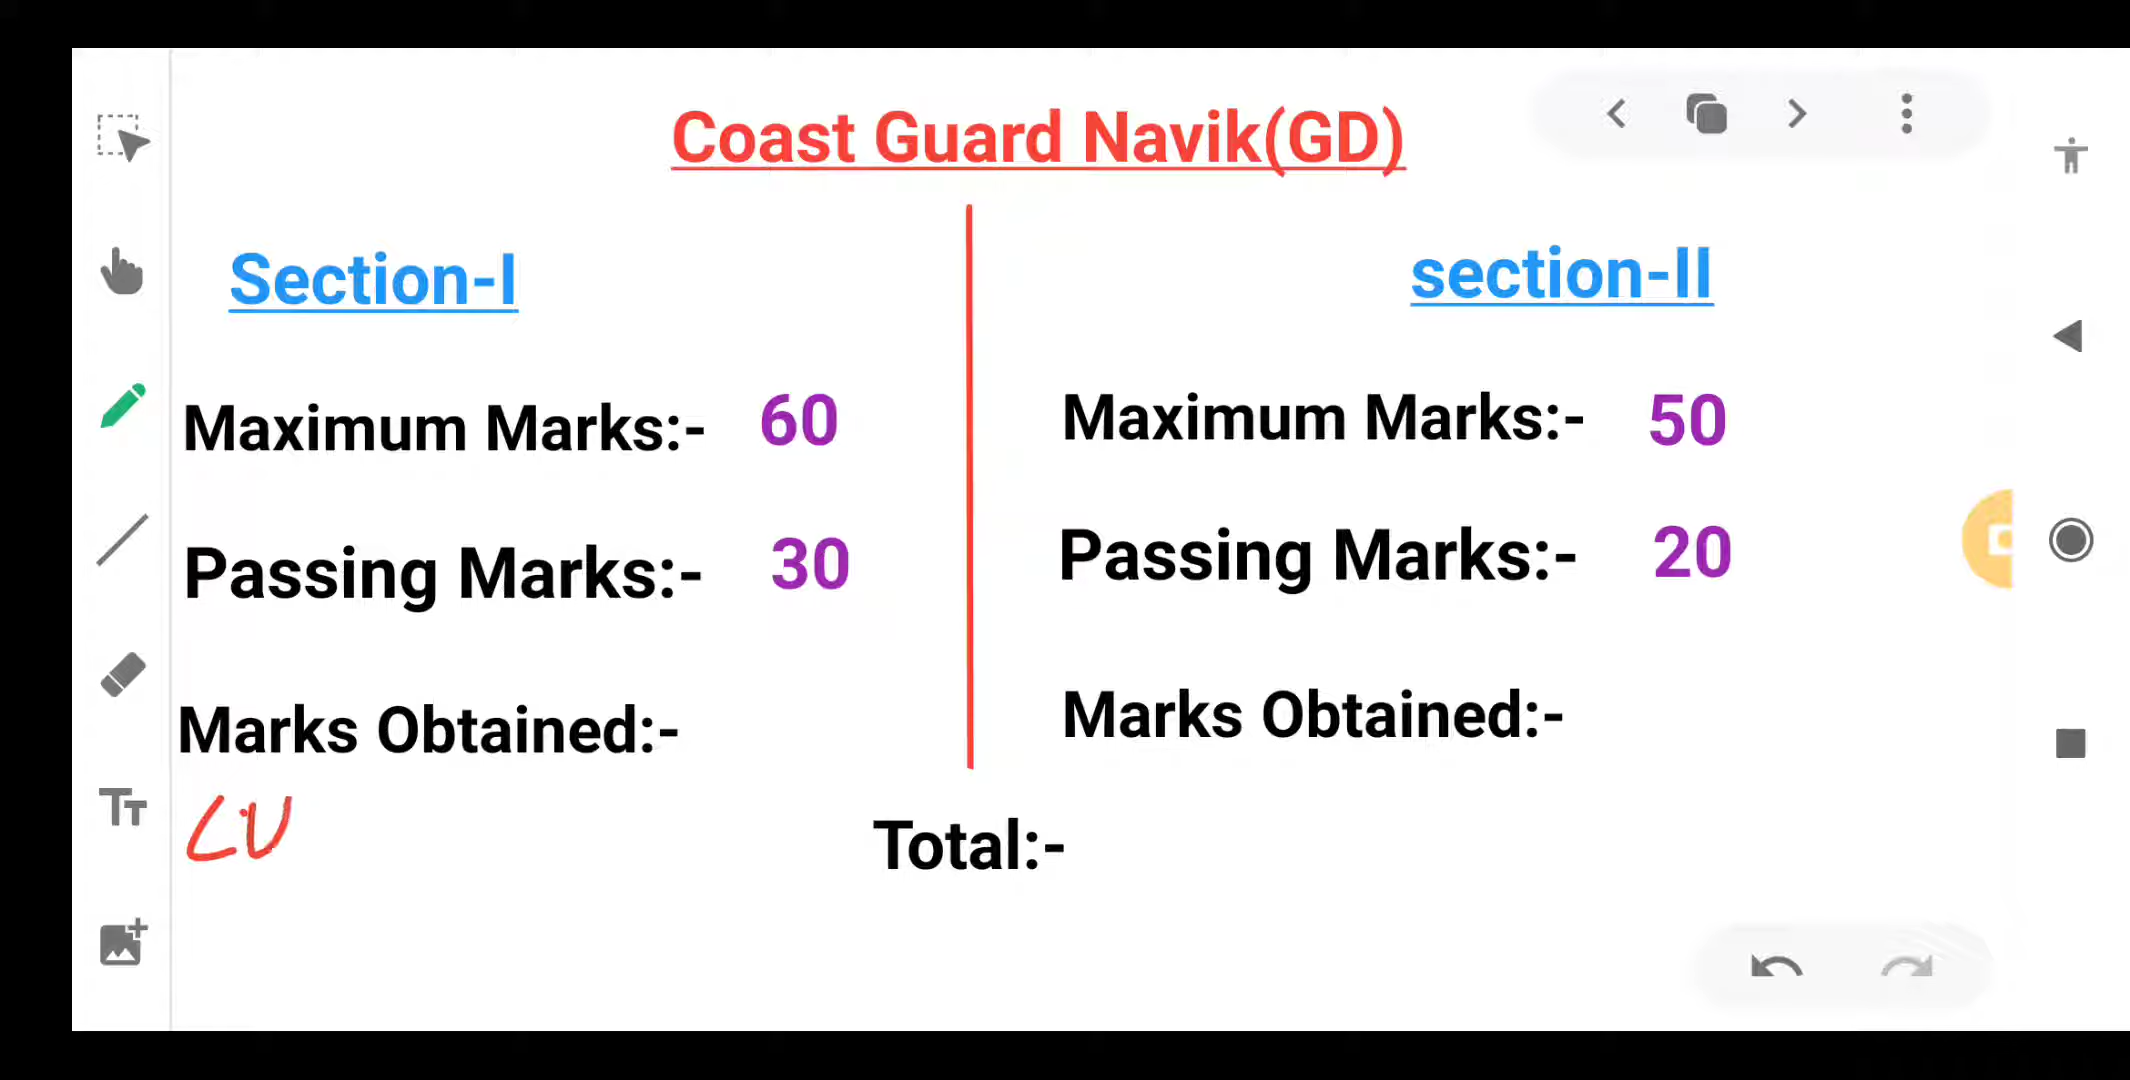 Coast Guard Navik(GD)
Section-I
Maximum Marks:- 60
Passing Marks:- 30
Marks Obtained:-
section-II
Maximum Marks:- 50
Passing Marks:- 20
Marks Obtained:-
Total:-